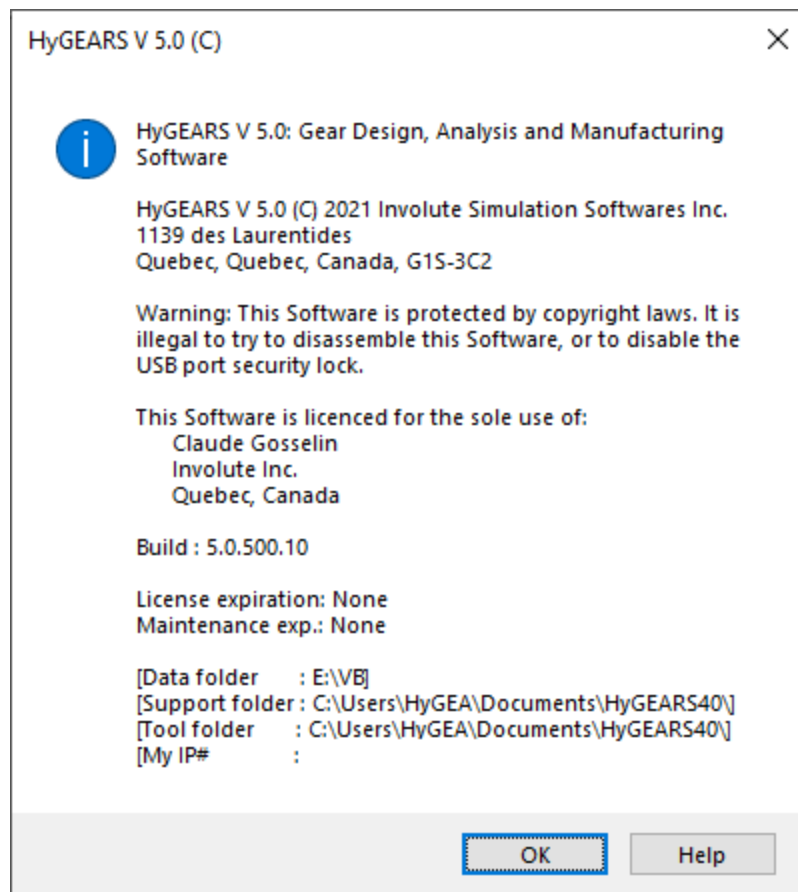 HyGEARS V 5.0 (C)
HyGEARS V 5.0: Gear Design, Analysis and Manufacturing
Software
HyGEARS V 5.0 (C) 2021 Involute Simulation Softwares Inc.
1139 des Laurentides
Quebec, Quebec, Canada, G1S-3C2
Warning: This Software is protected by copyright laws. It is
illegal to try to disassemble this Software, or to disable the
USB port security lock.
This Software is licenced for the sole use of:
Claude Gosselin
Involute Inc.
Quebec, Canada
Build : 5.0.500.10
License expiration: None
Maintenance exp.: None
[Data folder : E:\VB]
[Support folder : C:\Users\HyGEA\Documents\HyGEARS40\]
[Tool folder : C:\Users\HyGEA\Documents\HyGEARS40\]
[My IP# :
OK Help